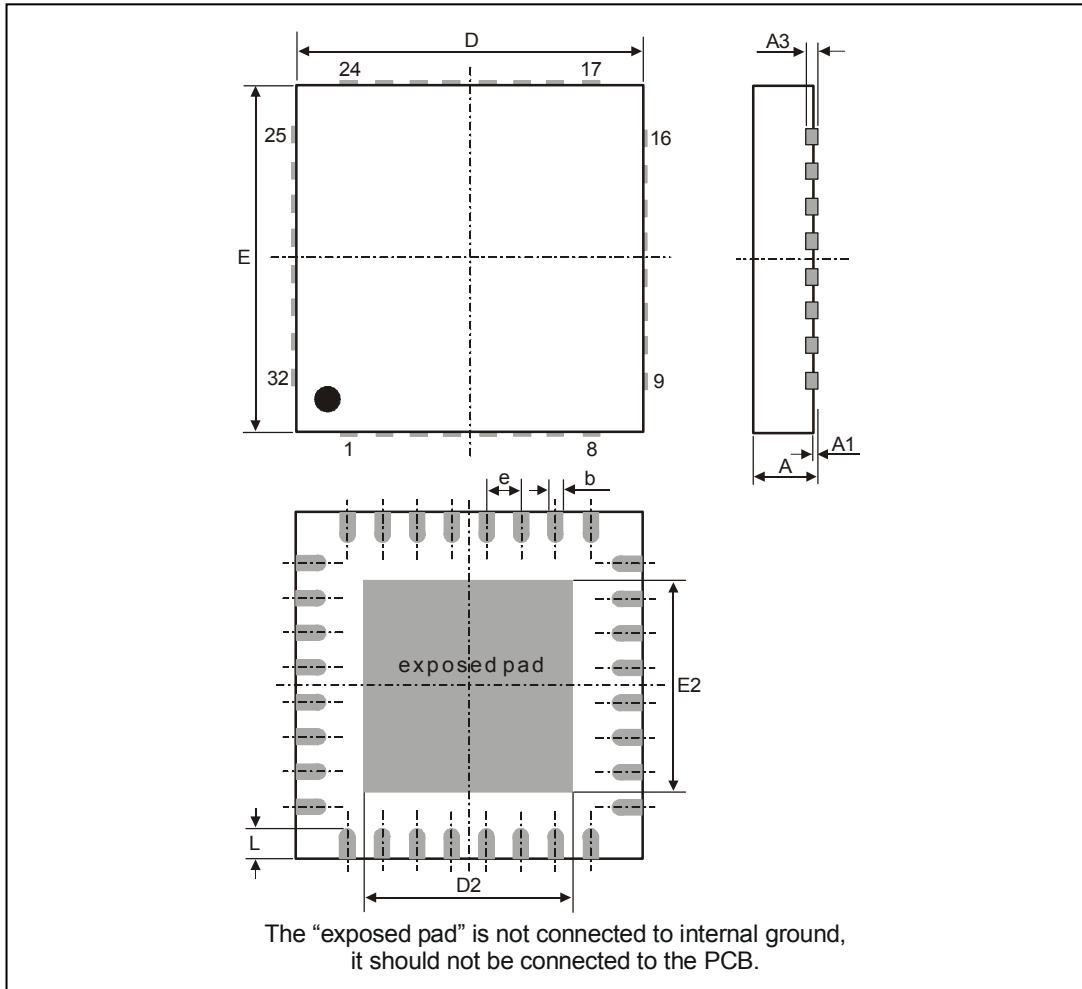 D
A3
24
17
25
16
E
32
9
1
8
A1
A
e
b
exposed pad
E2
L
D2
The “exposed pad” is not connected to internal ground,
it should not be connected to the PCB.